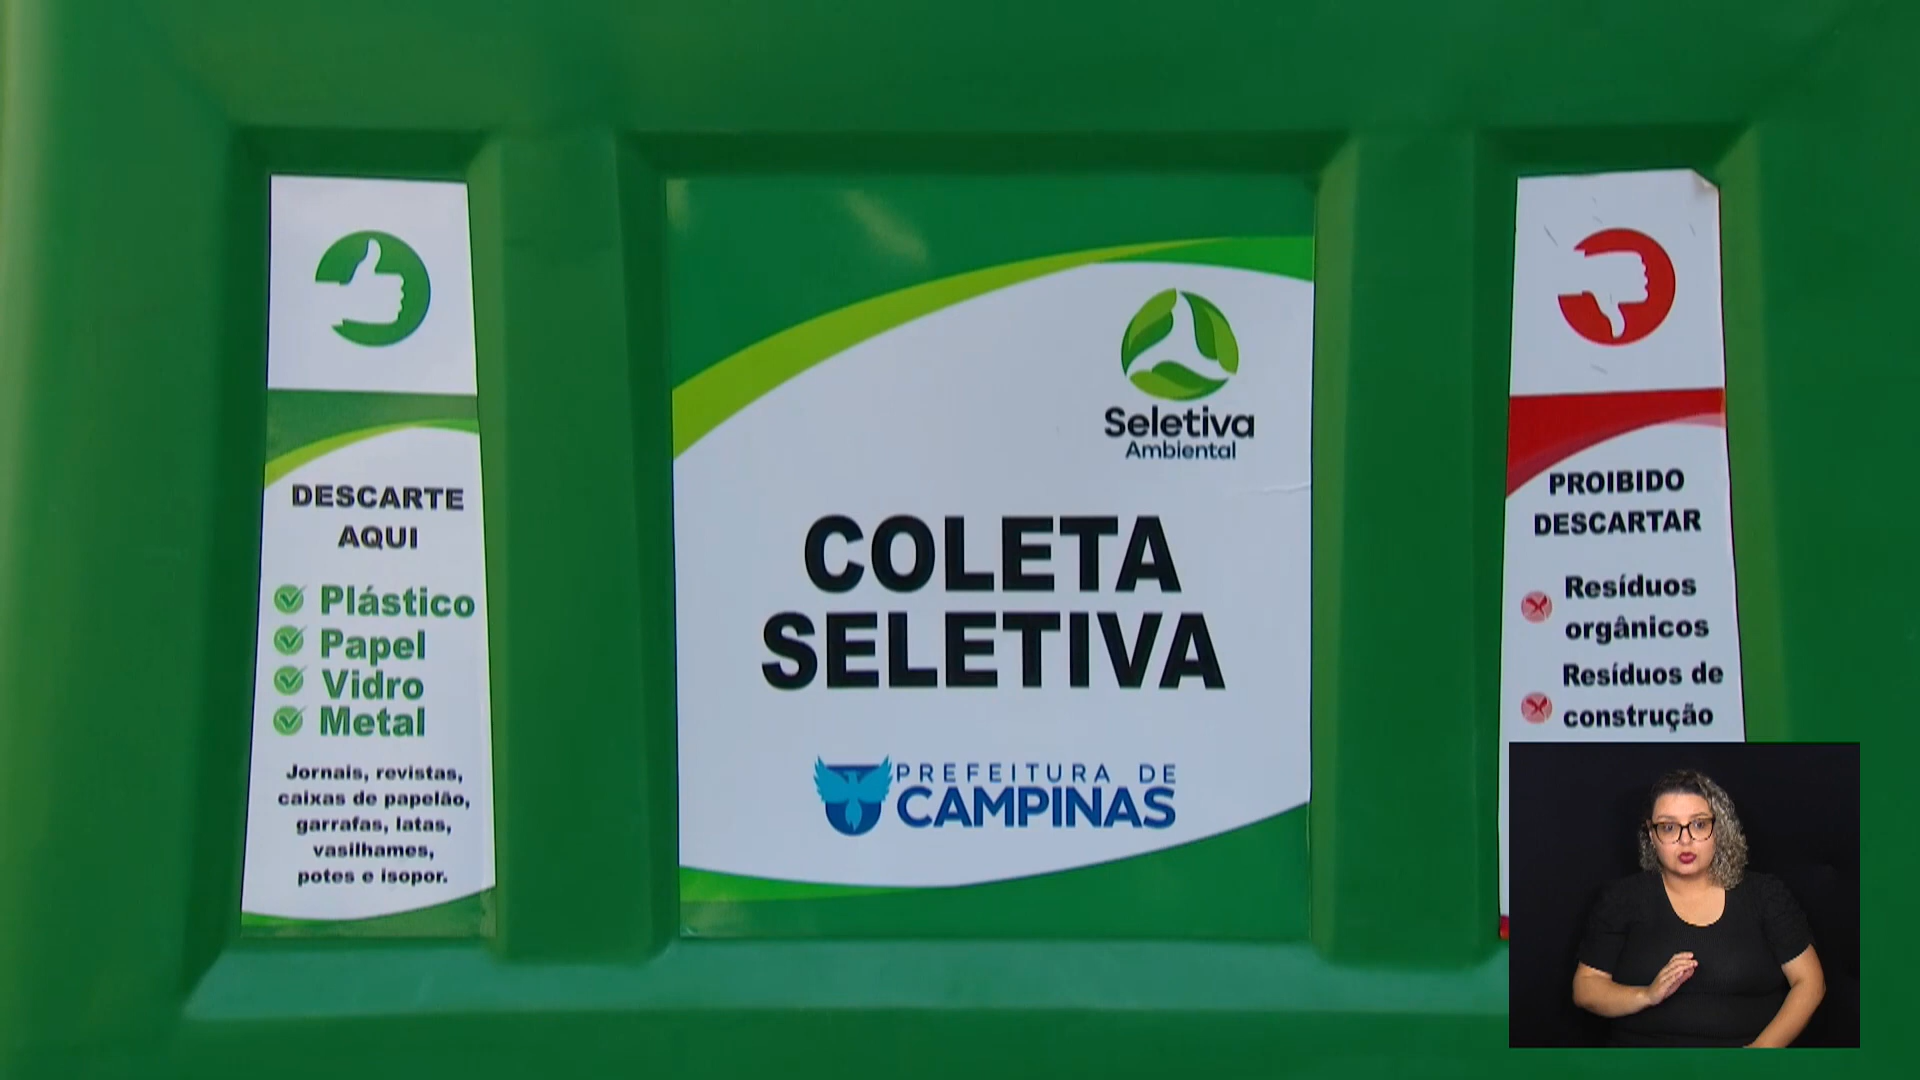 DESCARTE
AQUI
Plástico
Papel
Vidro
Metal
Jornais, revistas,
caixas de papelão,
garrafas, latas,
vasilhames,
potes e isopor.
Seletiva
Ambiental
COLETA
SELETIVA
PREFEITURA DE
CAMPINAS
PROIBIDO
DESCARTAR
Resíduos
orgânicos
Resíduos de
construção